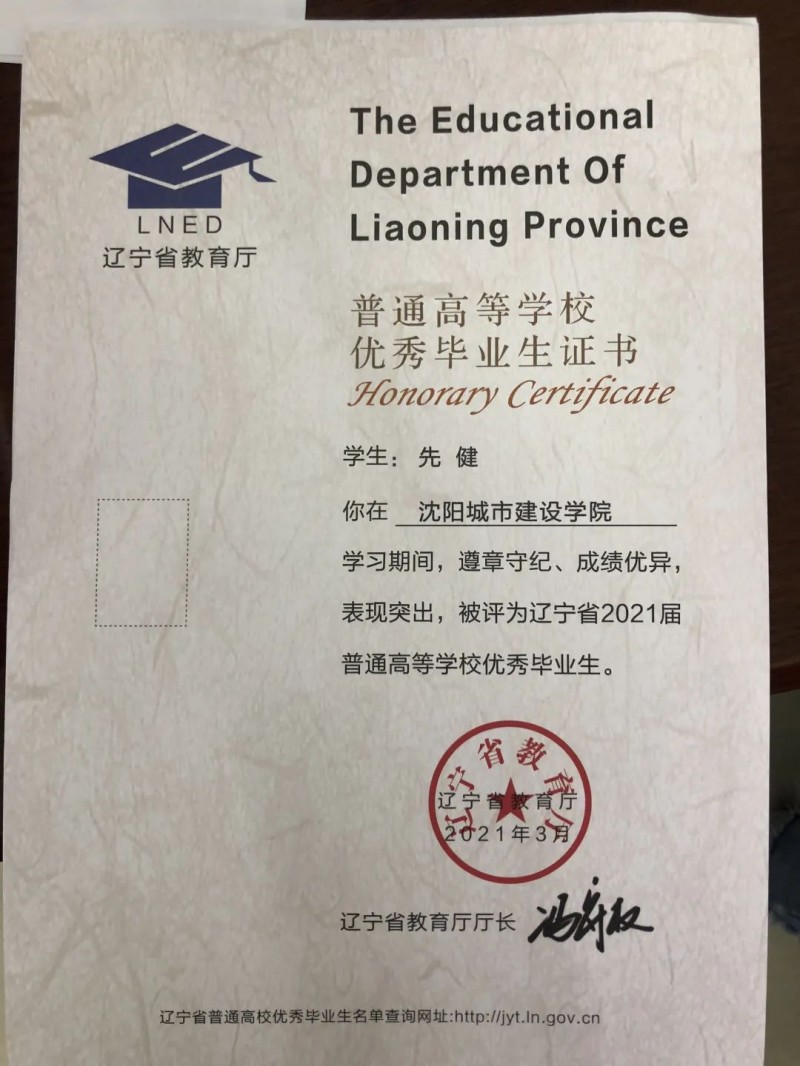 The Educational
Department Of
Liaoning Province
LNED
辽宁省教育厅
普通高等学校
优秀毕业生证书
Honorary Certificate
学生：先 健
你在 沈阳城市建设学院
学习期间，遵章守纪、成绩优异，
表现突出，被评为辽宁省2021届
普通高等学校优秀毕业生。
辽宁省教育厅
辽宁省教育厅
2021年3月
辽宁省教育厅厅长
辽宁省普通高校优秀毕业生名单查询网址:http://jyt.ln.gov.cn